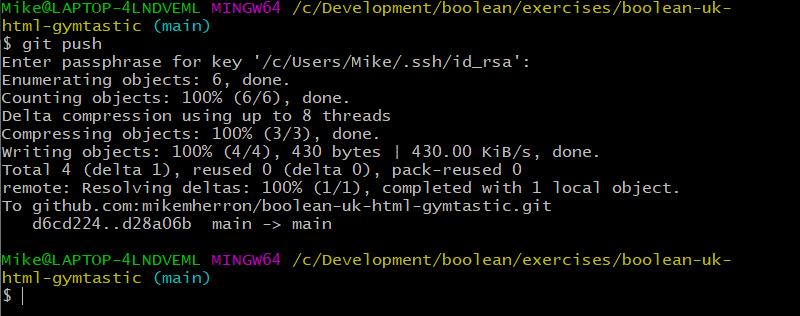 Mike@LAPTOP-4LNDVEML MINGW64 /c/Development/boolean/exercises/boolean-uk-
html-gymtastic (main)
$ git push
Enter passphrase for key '/c/Users/Mike/.ssh/id_rsa':
Enumerating objects: 6, done.
Counting objects: 100% (6/6), done.
Delta compression using up to 8 threads
Compressing objects: 100% (3/3), done.
Writing objects: 100% (4/4), 430 bytes | 430.00 KiB/s, done.
Total 4 (delta 1), reused 0 (delta 0), pack-reused 0
remote: Resolving deltas: 100% (1/1), completed with 1 local object.
To github.com:mikemherron/boolean-uk-html-gymtastic.git
   d6cd224..d28a06b  main -> main
Mike@LAPTOP-4LNDVEML MINGW64 /c/Development/boolean/exercises/boolean-uk-
html-gymtastic (main)
$